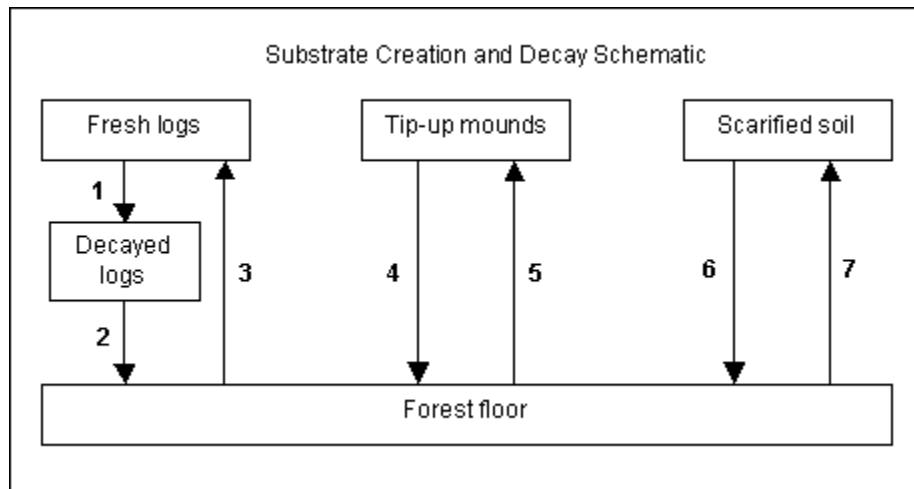 Substrate Creation and Decay Schematic
Fresh logs
Tip-up mounds
Scarified soil
1
Decayed
logs
2
3
4
5
6
7
Forest floor